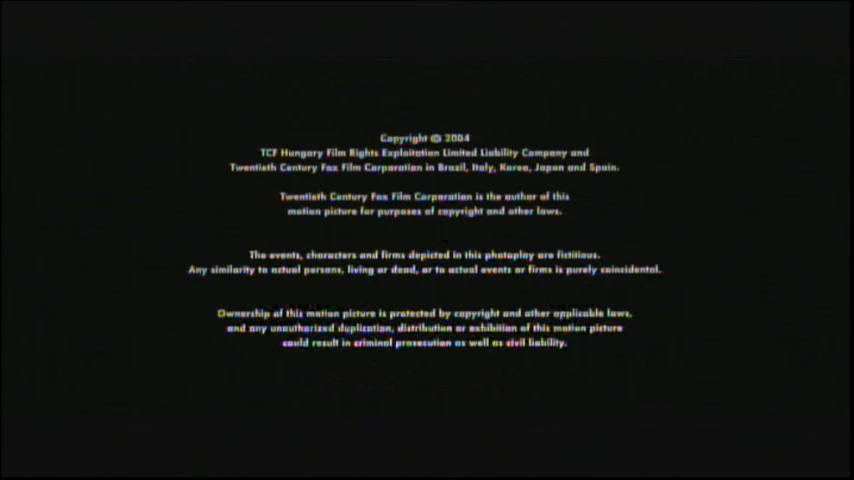 Copyright © 2004
TCF Hungary Film Rights Exploitation Limited Liability Company and
Twentieth Century Fox Film Corporation in Brazil, Italy, Korea, Japan and Spain.
Twentieth Century Fox Film Corporation is the author of this
motion picture for purposes of copyright and other laws.
The events, characters and firms depicted in this photoplay are fictitious.
Any similarity to actual persons, living or dead, or to actual events or firms is purely coincidental.
Ownership of this motion picture is protected by copyright and other applicable laws,
and any unauthorized duplication, distribution or exhibition of this motion picture
could result in criminal prosecution as well as civil liability.